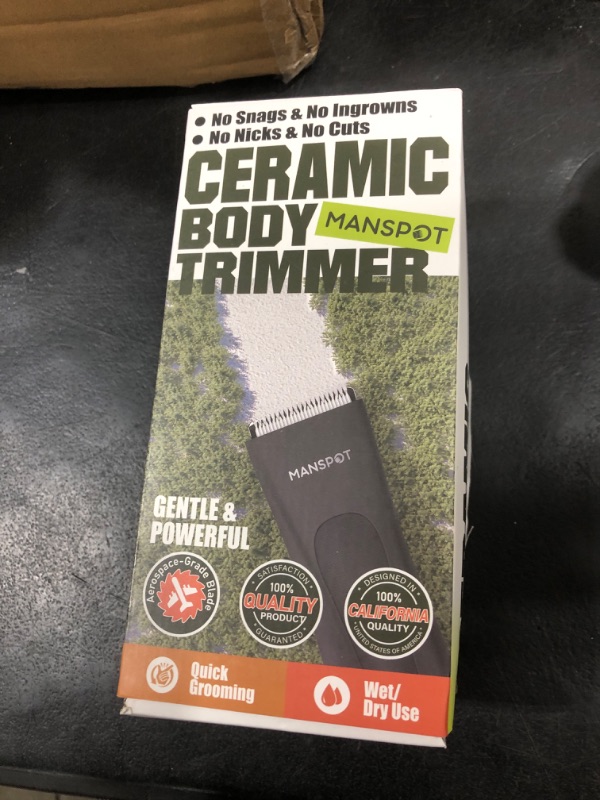 ● No Snags & No Ingrowns
● No Nicks & No Cuts
CERAMIC
BODY
MANSPOT
TRIMMER
MANSPOT
GENTLE &
POWERFUL
Aerospace-Grade Blade
SATISFACTION
100%
QUALITY
PRODUCT
GUARANTEED
DESIGNED IN
100%
CALIFORNIA
QUALITY
UNITED STATES OF AMERICA
Quick
Grooming
Wet/
Dry Use